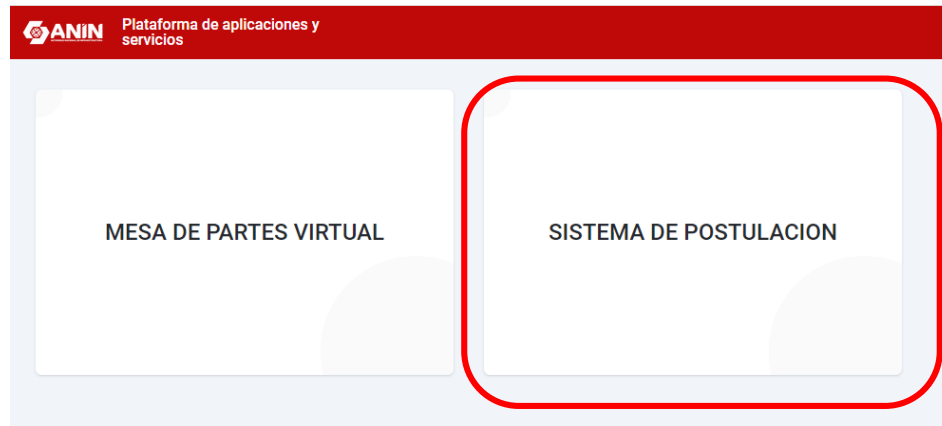 ANIN
Plataforma de aplicaciones y
servicios
MESA DE PARTES VIRTUAL
SISTEMA DE POSTULACION